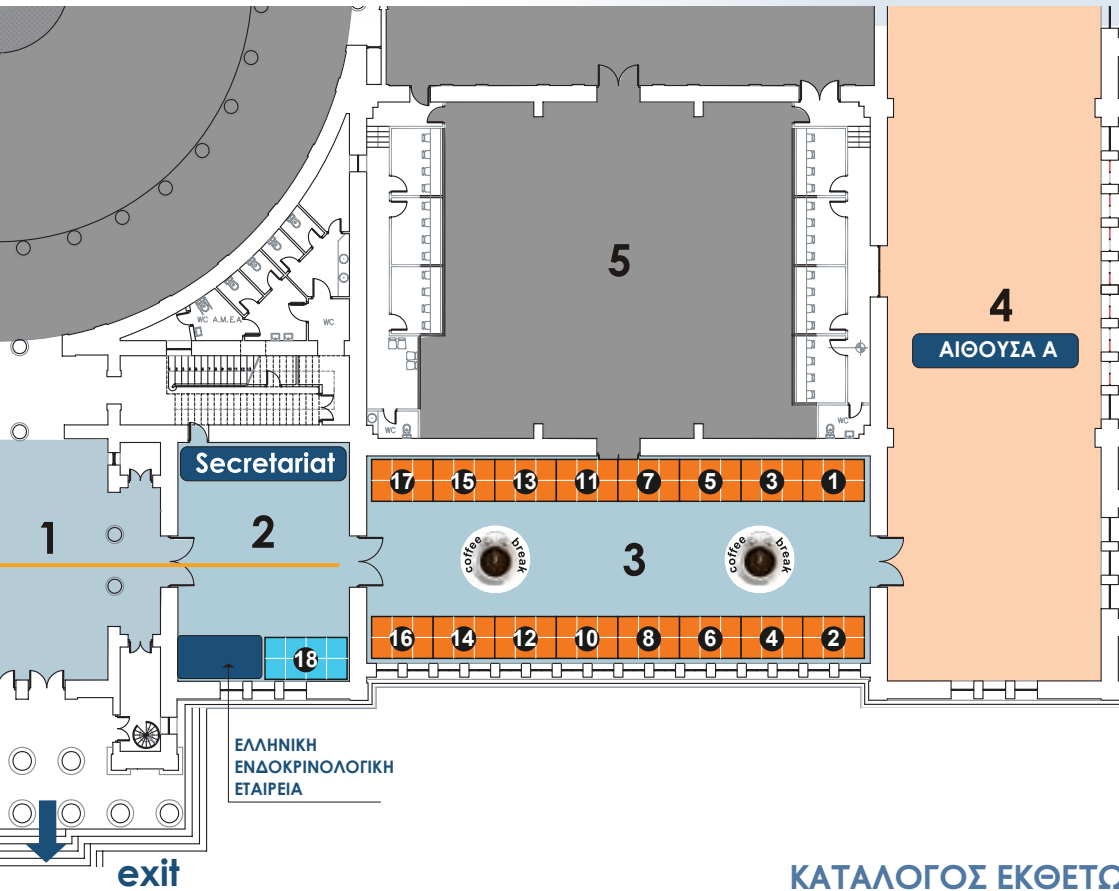 5
4
ΑΙΘΟΥΣΑ Α
WC Α.Μ.Ε.Α
WC
WC
WC
Secretariat
17 15 13 11 7 5 3 1
1
2
3
coffee break
coffee break
16 14 12 10 8 6 4 2
18
ΕΛΛΗΝΙΚΗ
ΕΝΔΟΚΡΙΝΟΛΟΓΙΚΗ
ΕΤΑΙΡΕΙΑ
exit
ΚΑΤΑΛΟΓΟΣ ΕΚΘΕΤΩ